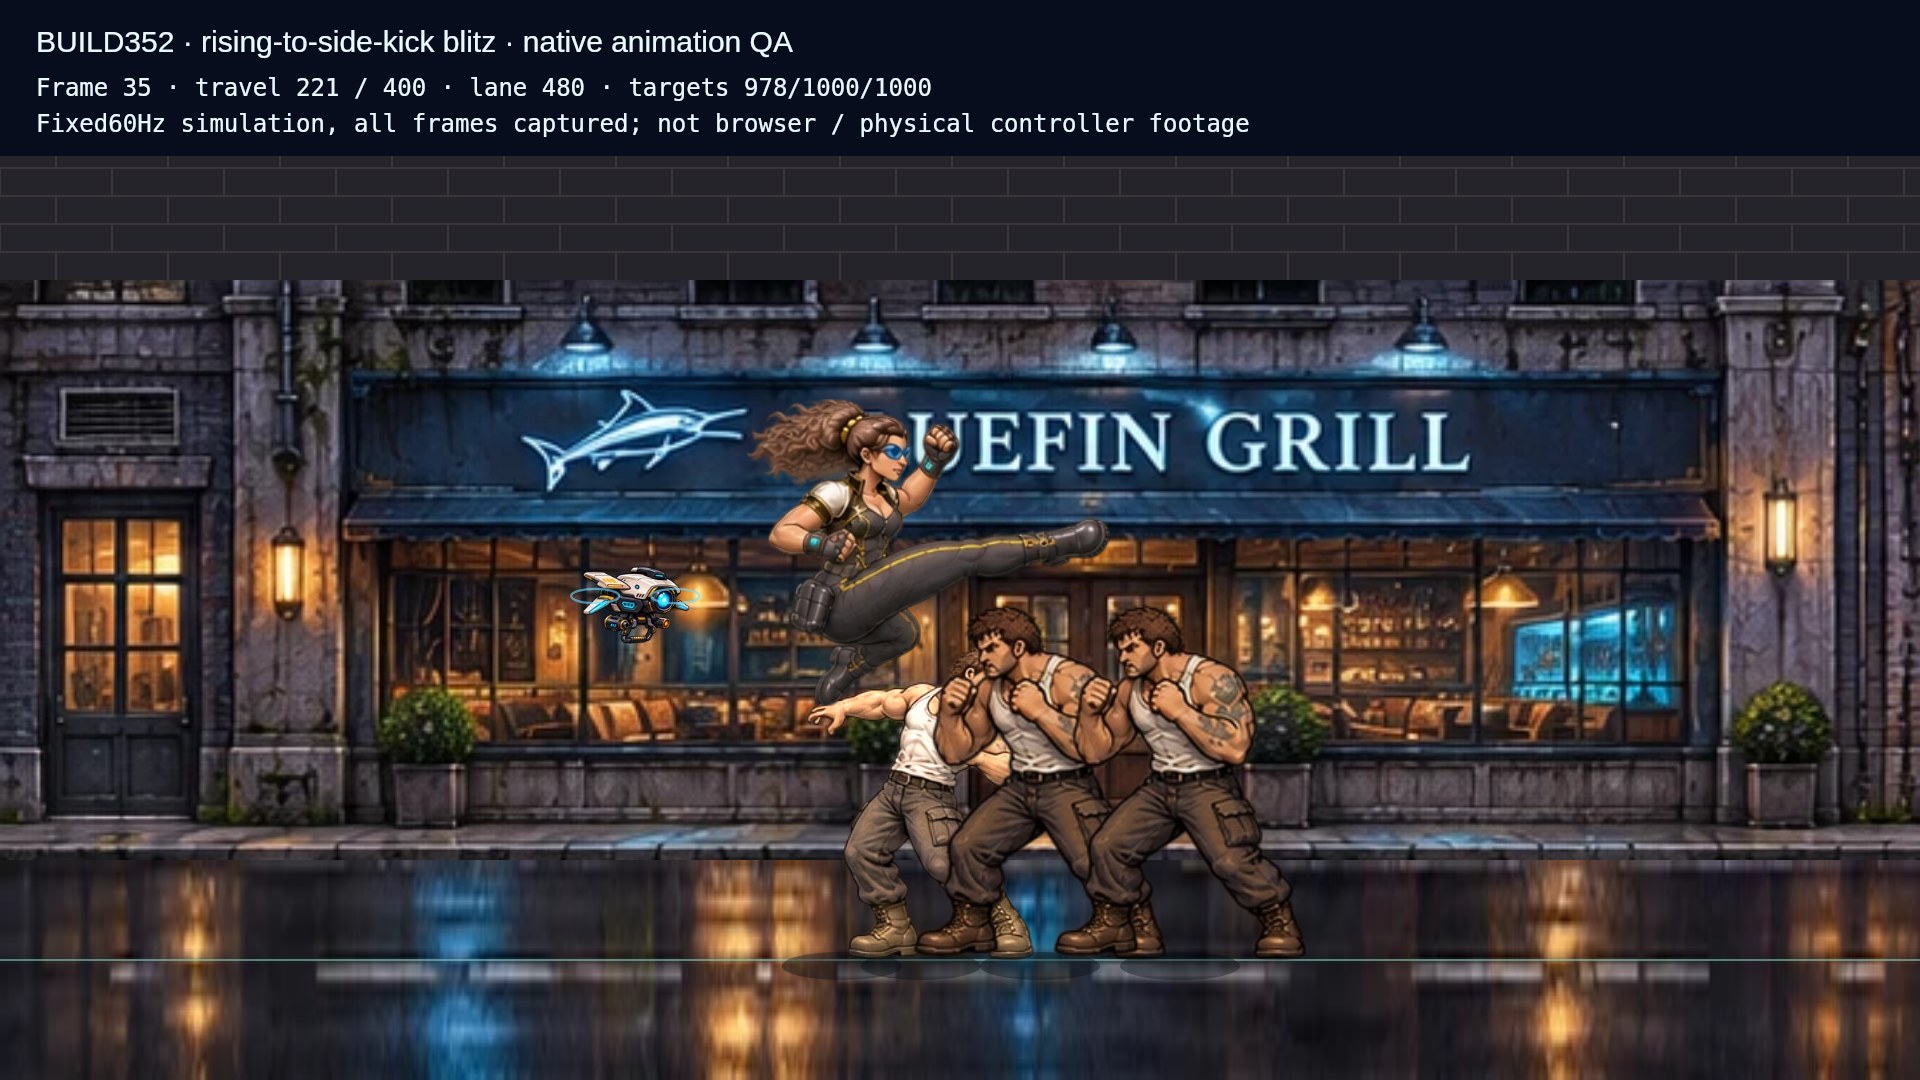 BUILD352 · rising-to-side-kick blitz · native animation QA
Frame 35 · travel 221 / 400 · lane 480 · targets 978/1000/1000
Fixed60Hz simulation, all frames captured; not browser / physical controller footage
UEFIN GRILL